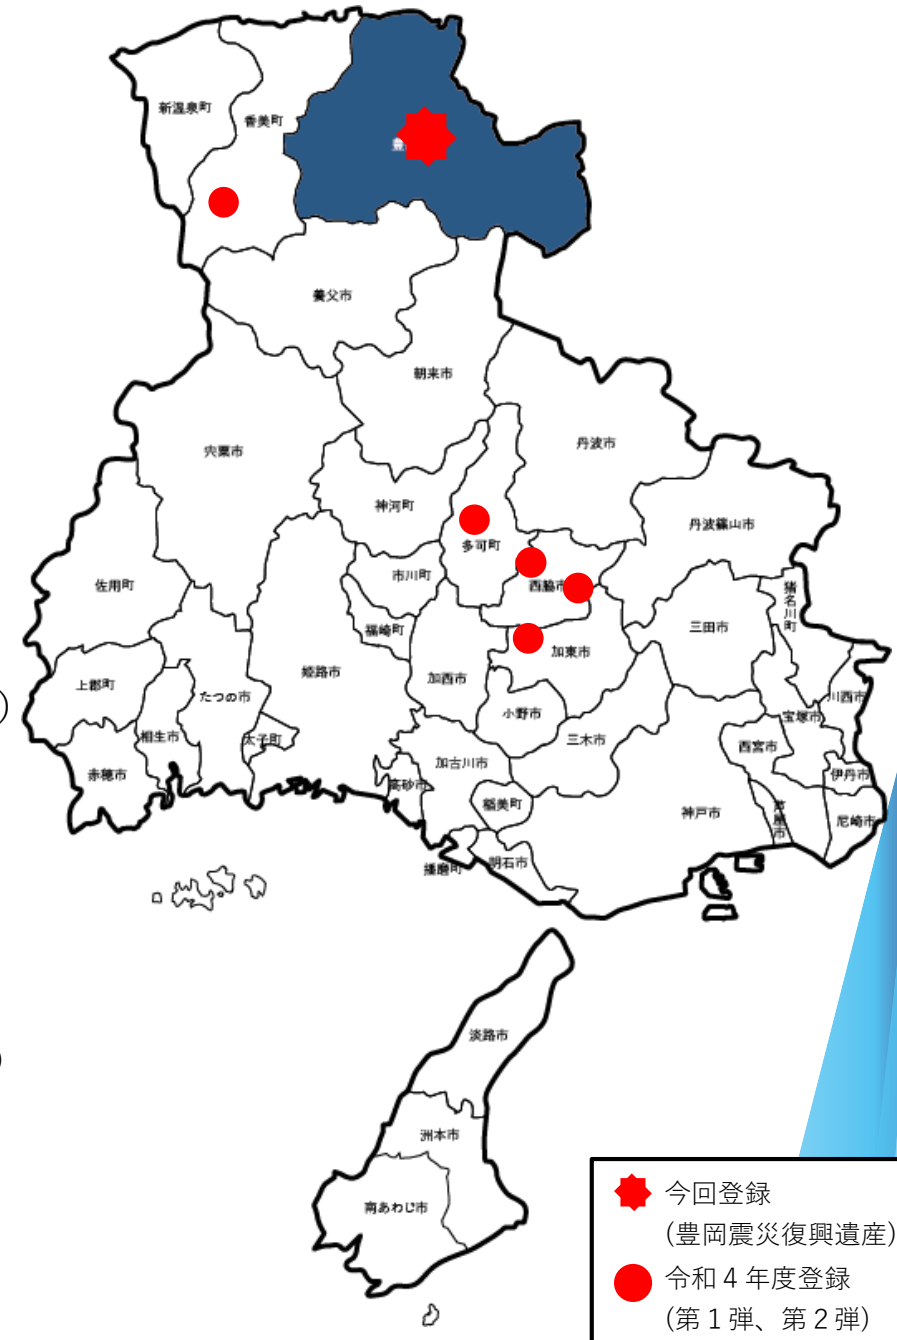 新温泉町
香美町
豊
養父市
朝来市
丹波市
宍粟市
神河町
丹波篠山市
多可町
市川町
西脇市
佐用町
猪名川町
福崎町
三田市
加東市
姫路市
加西市
上郡町
たつの市
川西市
小野市
宝塚市
相生市
太子町
三木市
西宮市
加古川市
赤穂市
伊丹市
高砂市
稲美町
神戸市
芦屋市
尼崎市
播磨町
明石市
淡路市
洲本市
南あわじ市
今回登録
(豊岡震災復興遺産)
令和4年度登録
(第1弾、第2弾)